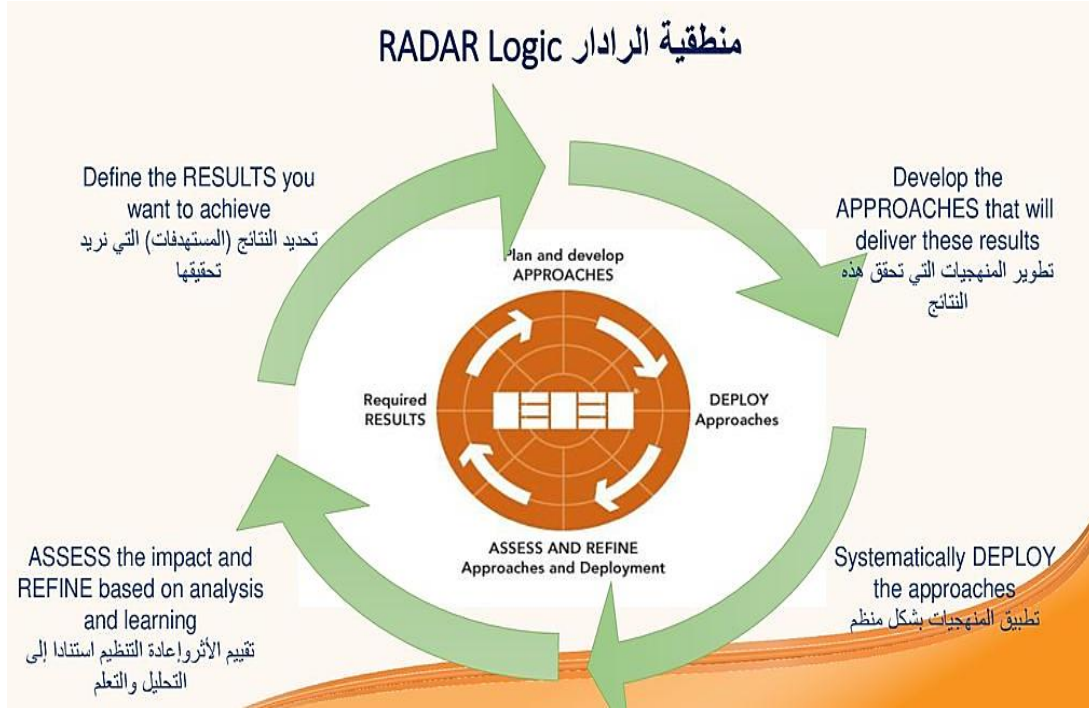 RADAR Logic منطقية الرادار
Define the RESULTS you
want to achieve
تحديد النتائج (المستهدفات) التي نريد
تحقيقها
Develop the
APPROACHES that will
deliver these results
تطوير المنهجيات التي تحقق هذه
النتائج
Plan and develop
APPROACHES
Required
RESULTS
DEPLOY
Approaches
ASSESS AND REFINE
Approaches and Deployment
ASSESS the impact and
REFINE based on analysis
and learning
تقييم الأثروإعادة التنظيم استنادا إلى
التحليل والتعلم
Systematically DEPLOY
the approaches
تطبيق المنهجيات بشكل منظم